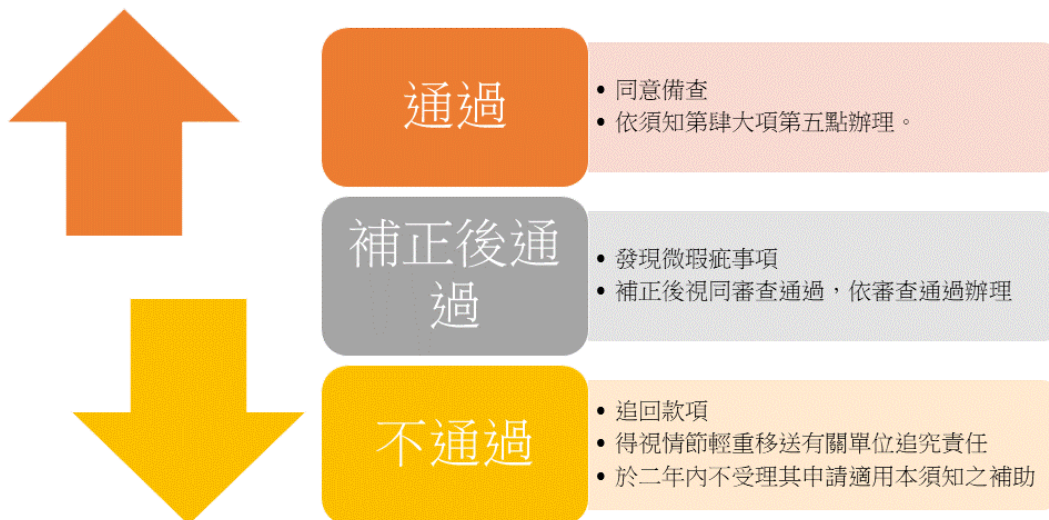 通過
• 同意備查
• 依須知第肆大項第五點辦理。
補正後通
過
• 發現微瑕疵事項
• 補正後視同審查通過，依審查通過辦理
不通過
• 追回款項
• 得視情節輕重移送有關單位追究責任
• 於二年內不受理其申請適用本須知之補助